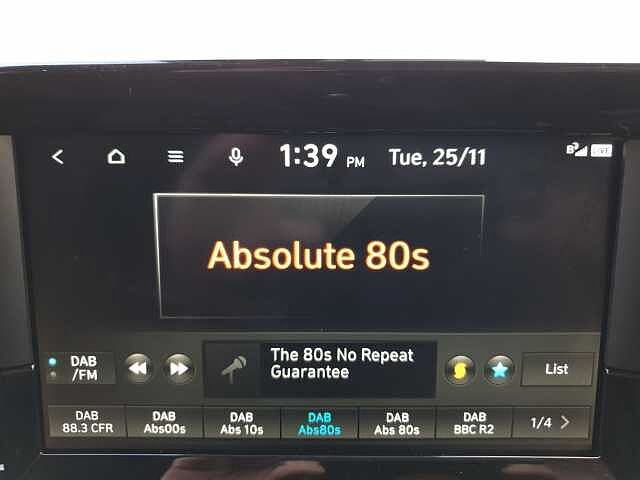 1:39 PM Tue, 25/11 LIVE
Absolute 80s
DAB
/FM
The 80s No Repeat
Guarantee
List
DAB
88.3 CFR
DAB
Abs00s
DAB
Abs 10s
DAB
Abs80s
DAB
Abs 80s
DAB
BBC R2
1/4